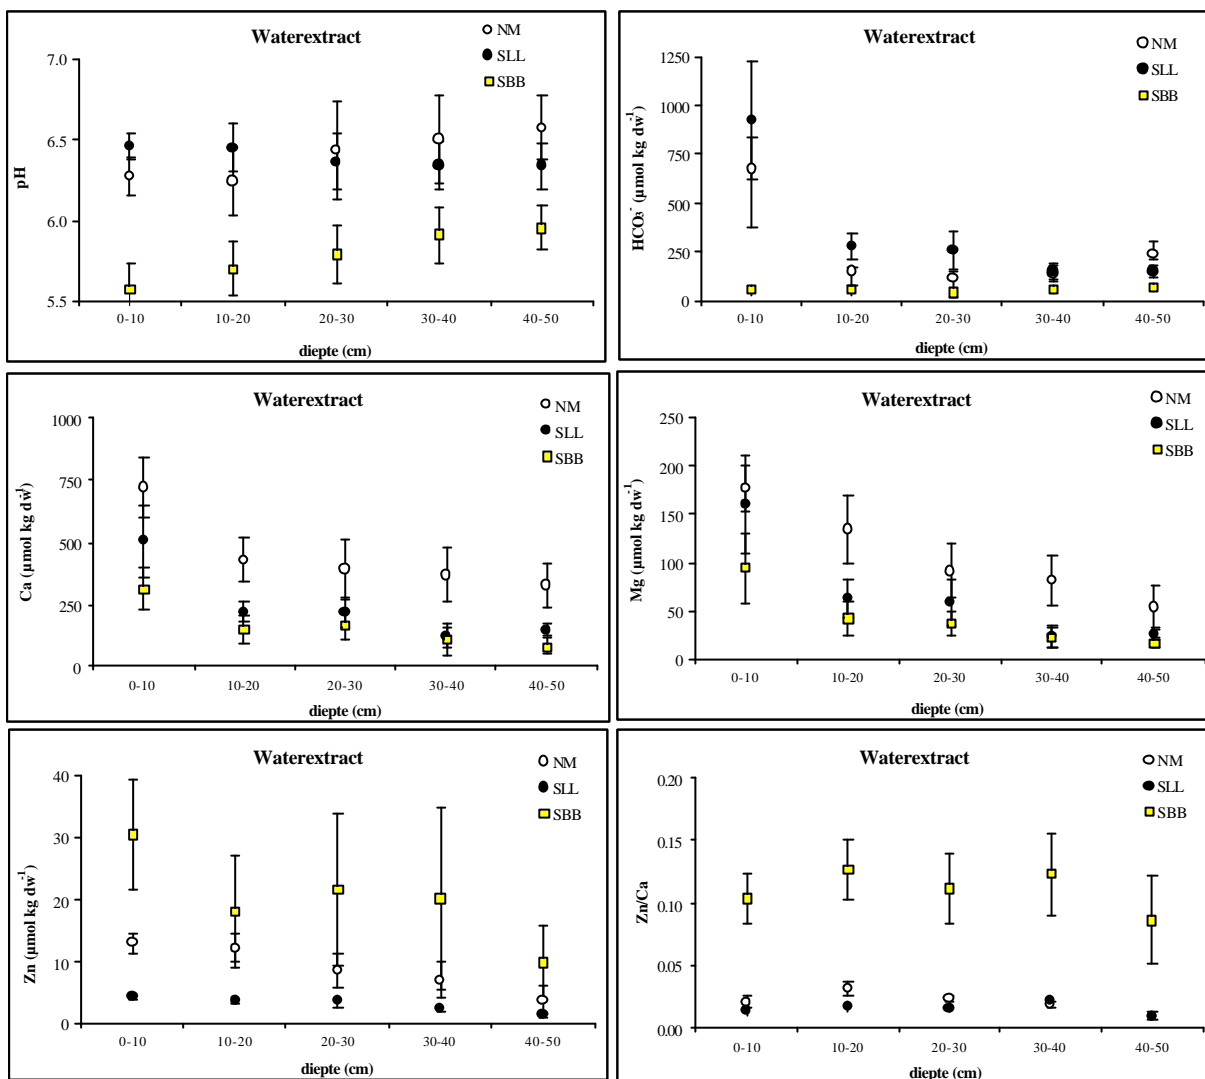 Waterextract
NM
SLL
SBB
7.0
6.5
6.0
5.5
pH
0-10 10-20 20-30 30-40 40-50
diepte (cm)
Waterextract
NM
SLL
SBB
1250
1000
750
500
250
0
HCO₃⁻ (µmol kg dw⁻¹)
0-10 10-20 20-30 30-40 40-50
diepte (cm)
Waterextract
NM
SLL
SBB
1000
750
500
250
0
Ca (µmol kg dw⁻¹)
0-10 10-20 20-30 30-40 40-50
diepte (cm)
Waterextract
NM
SLL
SBB
250
200
150
100
50
0
Mg (µmol kg dw⁻¹)
0-10 10-20 20-30 30-40 40-50
diepte (cm)
Waterextract
NM
SLL
SBB
40
30
20
10
0
Zn (µmol kg dw⁻¹)
0-10 10-20 20-30 30-40 40-50
diepte (cm)
Waterextract
NM
SLL
SBB
0.20
0.15
0.10
0.05
0.00
Zn/Ca
0-10 10-20 20-30 30-40 40-50
diepte (cm)